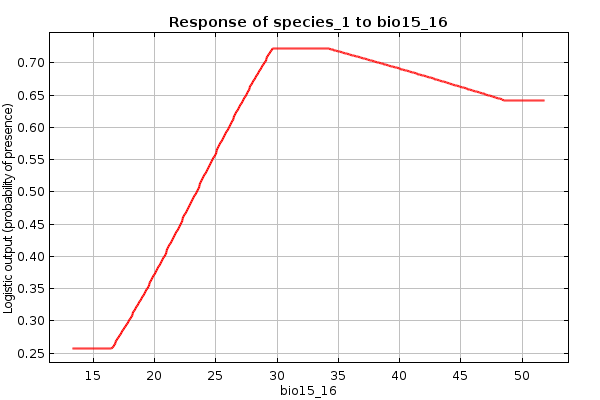 Response of species_1 to bio15_16
Logistic output (probability of presence)
0.70
0.65
0.60
0.55
0.50
0.45
0.40
0.35
0.30
0.25
15 20 25 30 35 40 45 50
bio15_16